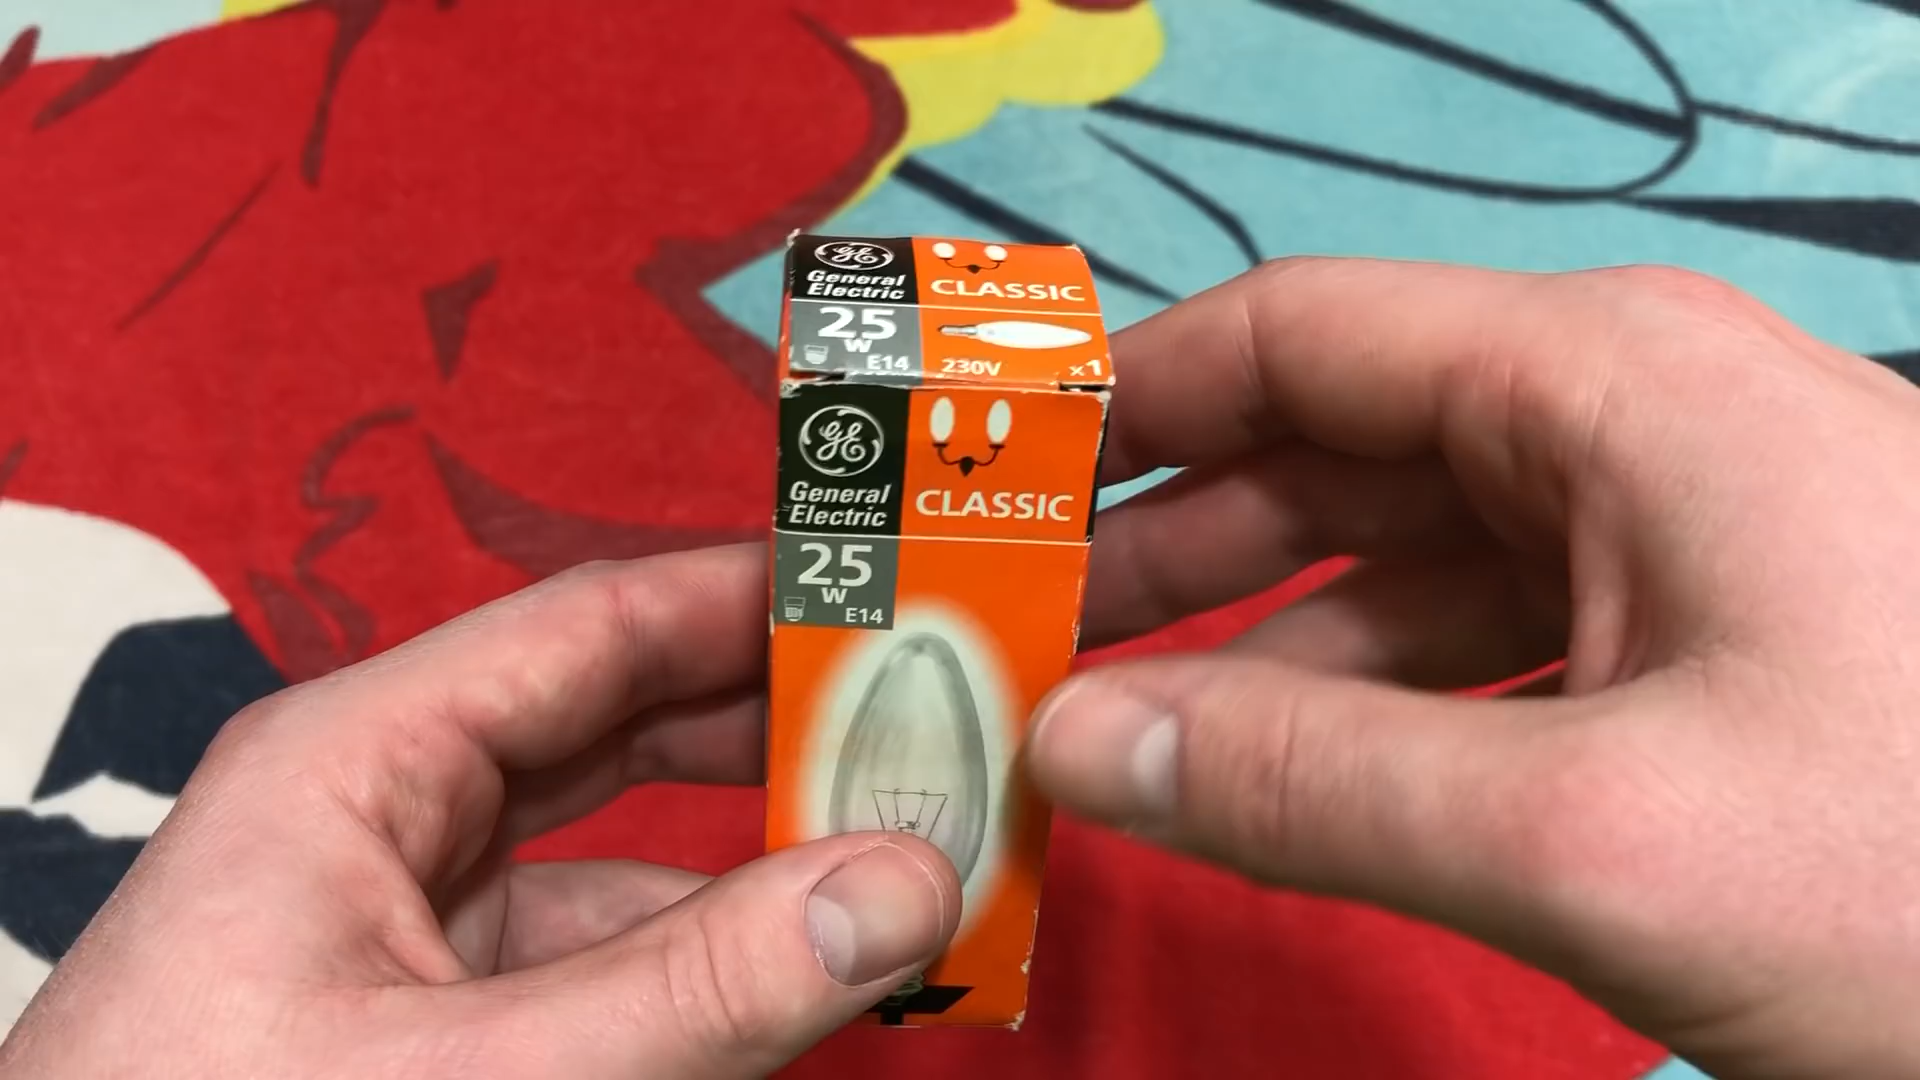 GE
General
Electric
CLASSIC
25
W
E14
230V
x1
GE
General
Electric
CLASSIC
25
W
E14